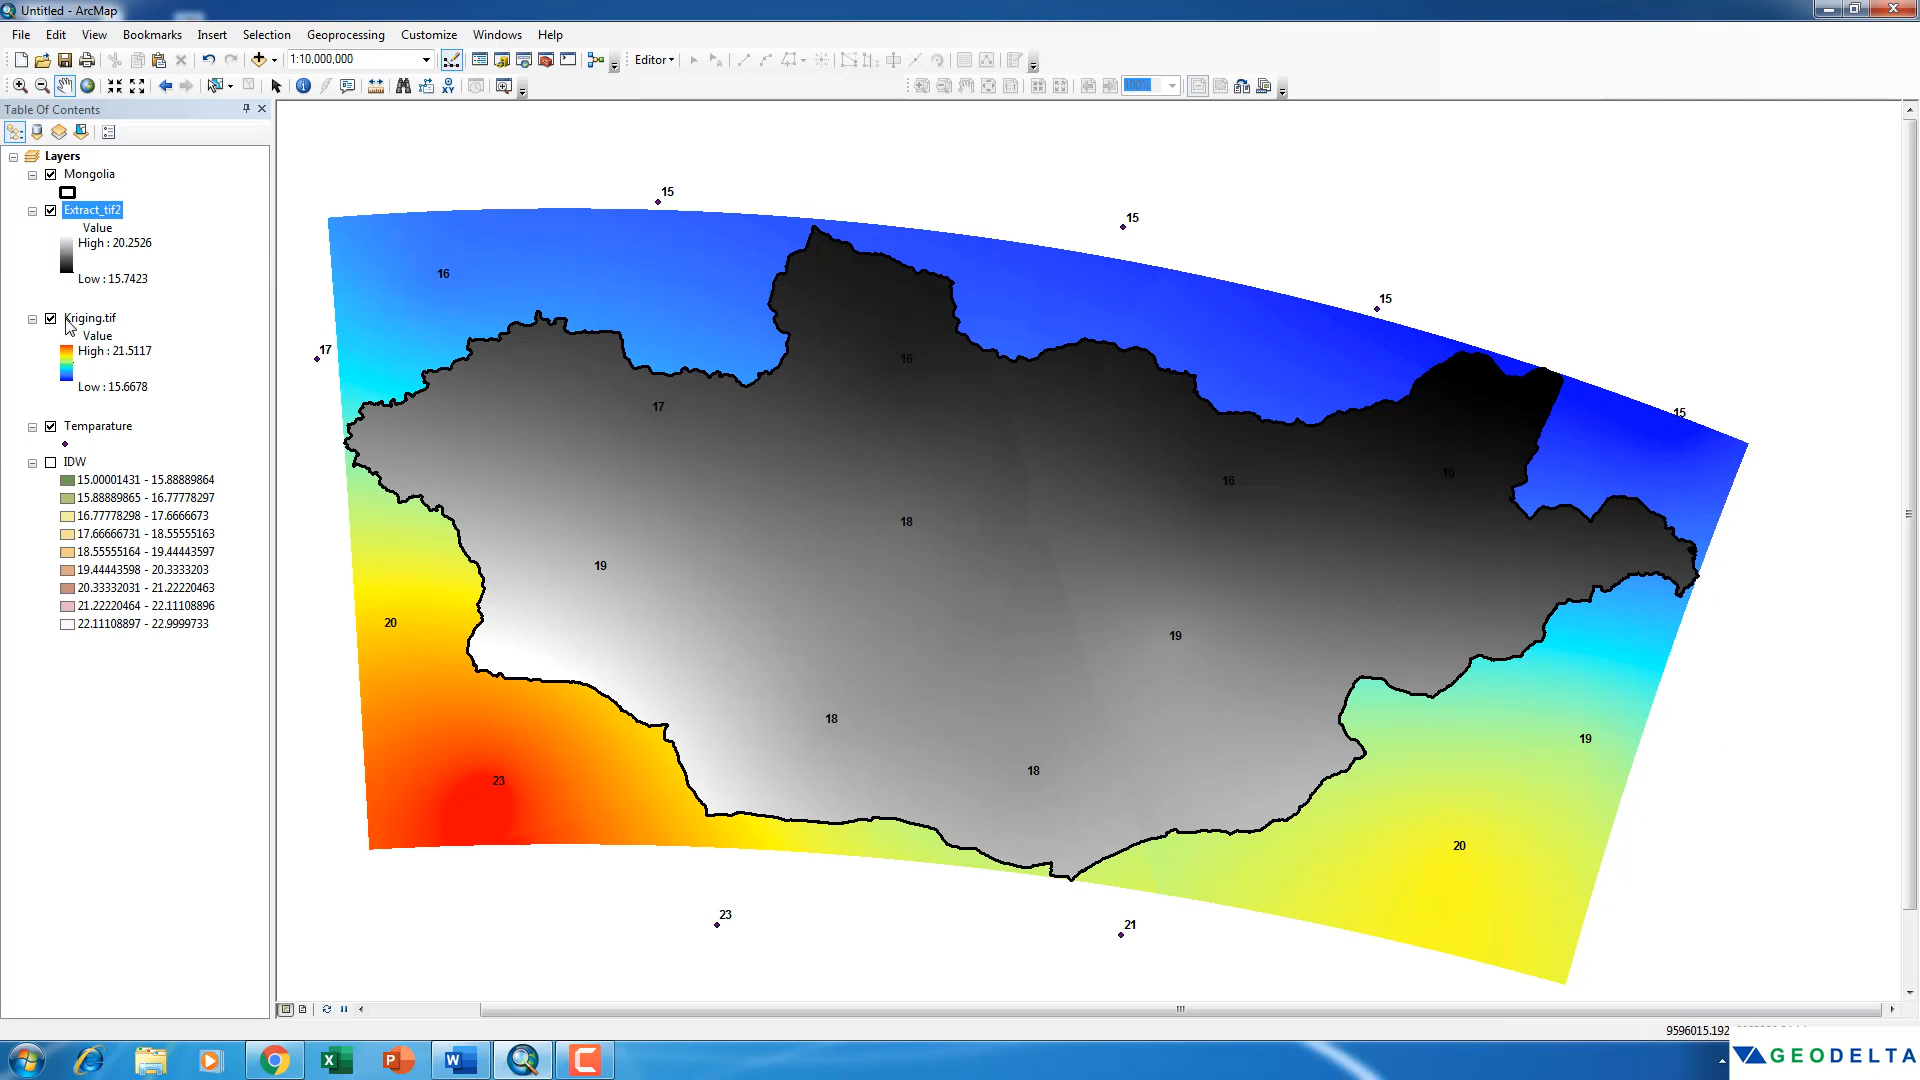 Untitled - ArcMap
File Edit View Bookmarks Insert Selection Geoprocessing Customize Windows Help
1:10,000,000
Editor
100%
Table Of Contents
Layers
Mongolia
Extract_tif2
Value
High : 20.2526
Low : 15.7423
Kriging.tif
Value
High : 21.5117
Low : 15.6678
Temparature
IDW
15.00001431 - 15.88889864
15.88889865 - 16.77778297
16.77778298 - 17.6666673
17.66666731 - 18.55555163
18.55555164 - 19.44443597
19.44443598 - 20.3333203
20.33332031 - 21.22220463
21.22220464 - 22.11108896
22.11108897 - 22.9999733
15
15
16
15
17
16
17
15
16
16
18
19
20
19
18
19
18
23
20
23
21
9596015.192
GEODELTA